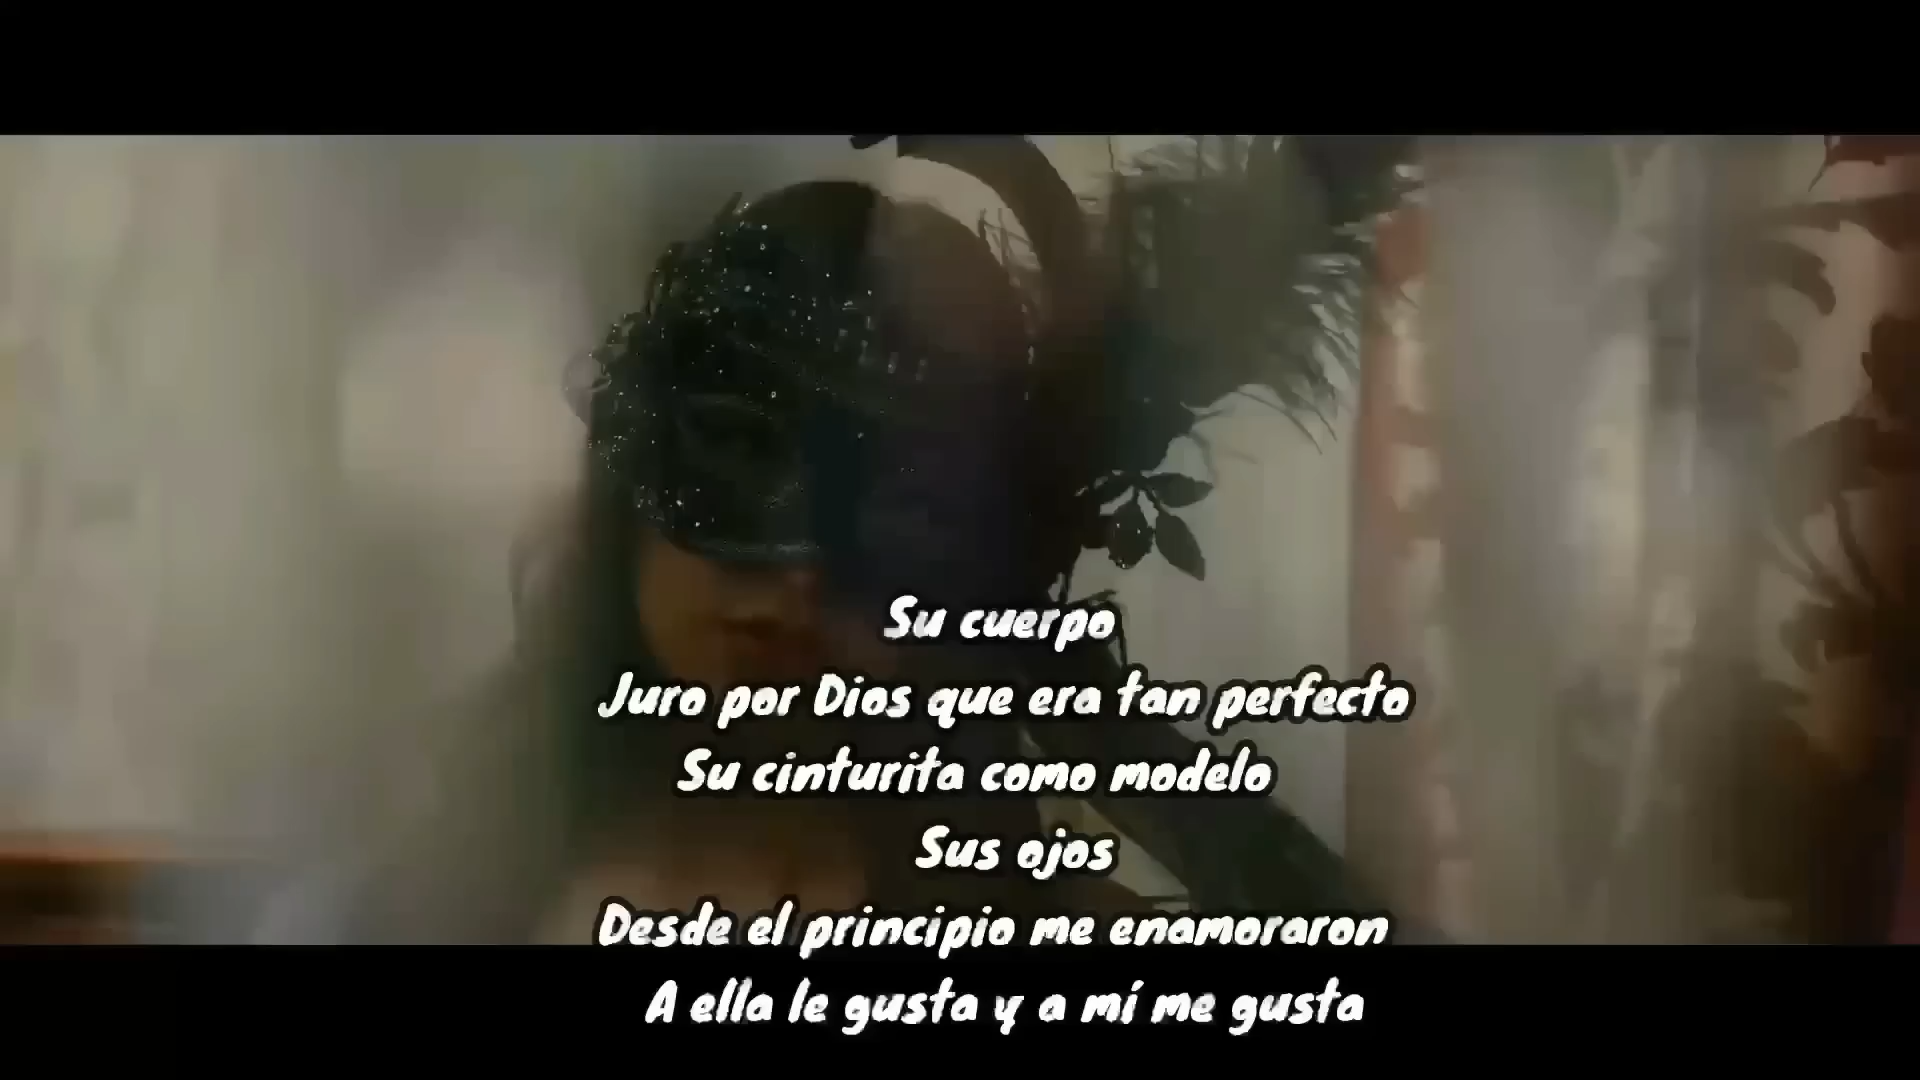 Su cuerpo
Juro por Dios que era tan perfecto
Su cinturita como modelo
Sus ojos
Desde el principio me enamoraron
A ella le gusta y a mí me gusta